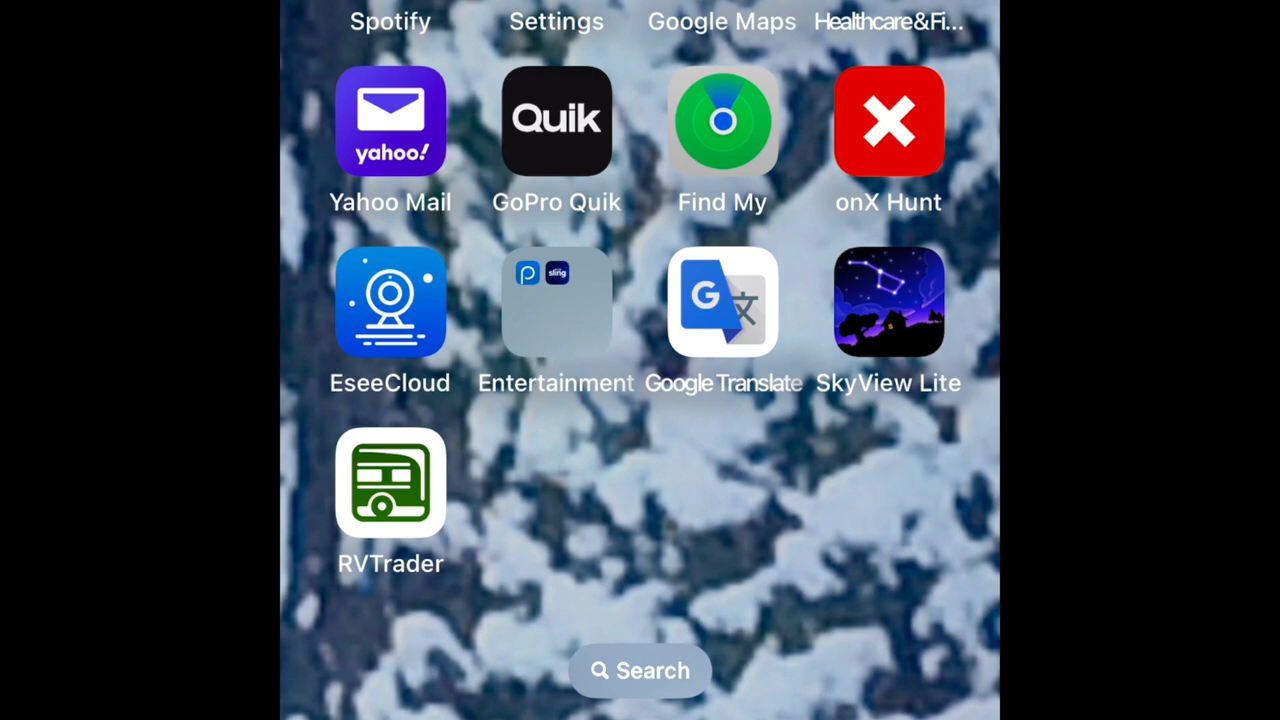 Spotify Settings Google Maps Healthcare&Fi...
yahoo! Quik
Yahoo Mail GoPro Quik Find My onX Hunt
sling G 文
EseeCloud Entertainment Google Translate SkyView Lite
RVTrader
Search